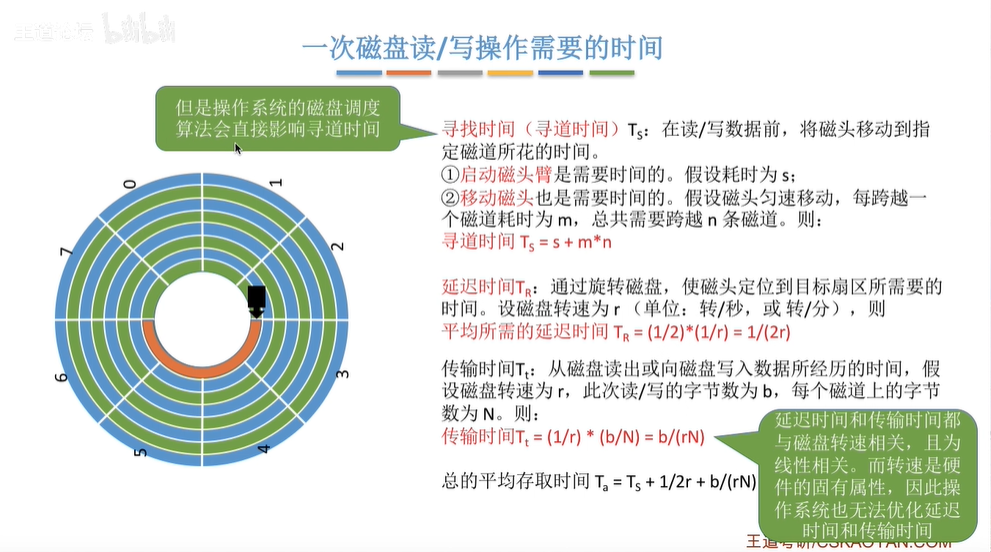 bilibili
一次磁盘读/写操作需要的时间
但是操作系统的磁盘调度
算法会直接影响寻道时间
寻找时间（寻道时间）TS：在读/写数据前，将磁头移动到指
定磁道所花的时间。
①启动磁头臂是需要时间的。假设耗时为 s；
②移动磁头也是需要时间的。假设磁头匀速移动，每跨越一
个磁道耗时为 m，总共需要跨越 n 条磁道。则：
寻道时间 TS = s + m*n
0
1
2
3
4
5
6
7
延迟时间TR：通过旋转磁盘，使磁头定位到目标扇区所需要的
时间。设磁盘转速为 r （单位：转/秒，或 转/分），则
平均所需的延迟时间 TR = (1/2)*(1/r) = 1/(2r)
传输时间Tt：从磁盘读出或向磁盘写入数据所经历的时间，假
设磁盘转速为 r，此次读/写的字节数为 b，每个磁道上的字节
数为 N。则：
传输时间Tt = (1/r) * (b/N) = b/(rN)
总的平均存取时间 Ta = TS + 1/2r + b/(rN)
延迟时间和传输时间都
与磁盘转速相关，且为
线性相关。而转速是硬
件的固有属性，因此操
作系统也无法优化延迟
时间和传输时间
王道考研/CSKAOYAN.COM